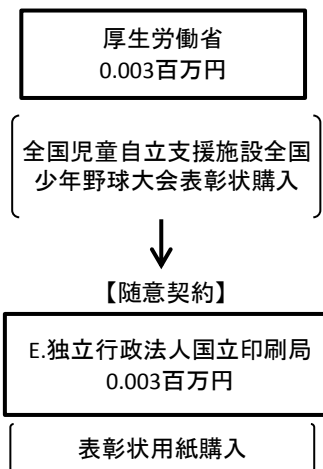 厚生労働省
0.003百万円
全国児童自立支援施設全国
少年野球大会表彰状購入
【随意契約】
E.独立行政法人国立印刷局
0.003百万円
表彰状用紙購入